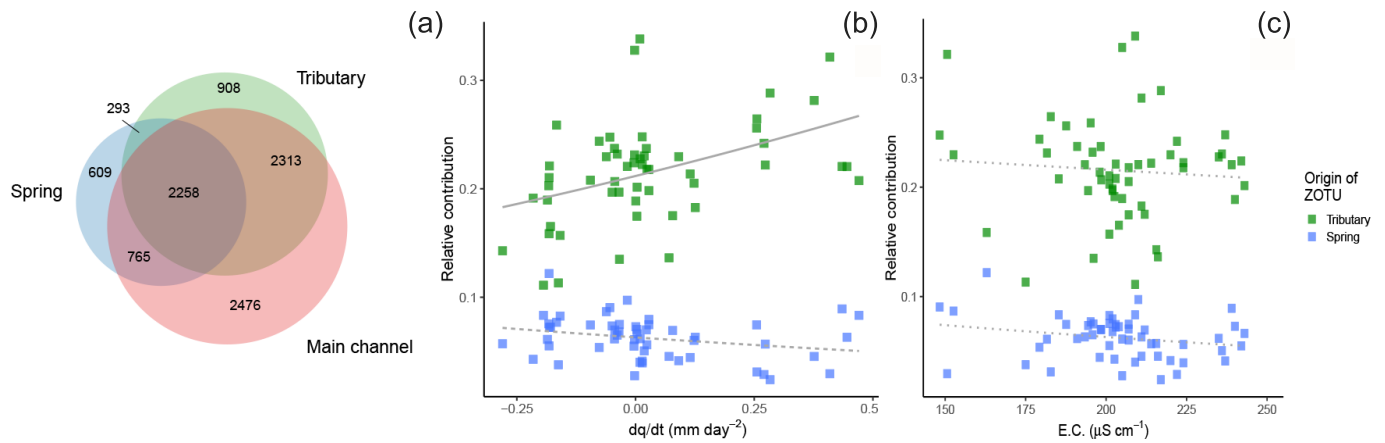 (a)
Tributary
908
293
2313
609
Spring
2258
765
2476
Main channel
(b)
Relative contribution
0.3
0.2
0.1
−0.25
0.00
0.25
0.5
dq/dt (mm day⁻²)
(c)
Relative contribution
0.3
0.2
0.1
150
175
200
225
250
E.C. (µS cm⁻¹)
Origin of
ZOTU
Tributary
Spring